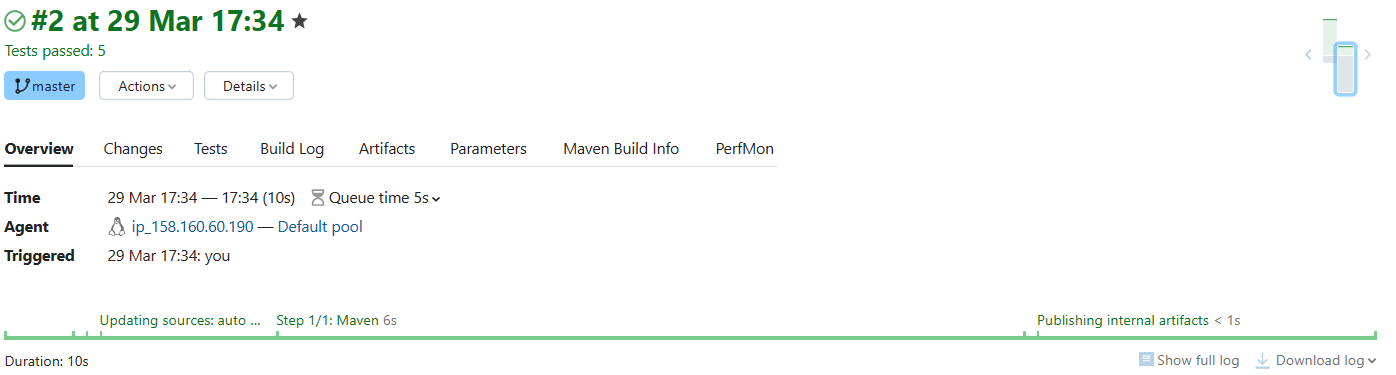 #2 at 29 Mar 17:34
Tests passed: 5
master Actions Details
Overview Changes Tests Build Log Artifacts Parameters Maven Build Info PerfMon
Time 29 Mar 17:34 — 17:34 (10s) Queue time 5s
Agent ip_158.160.60.190 — Default pool
Triggered 29 Mar 17:34: you
Updating sources: auto ... Step 1/1: Maven 6s Publishing internal artifacts < 1s
Duration: 10s Show full log Download log